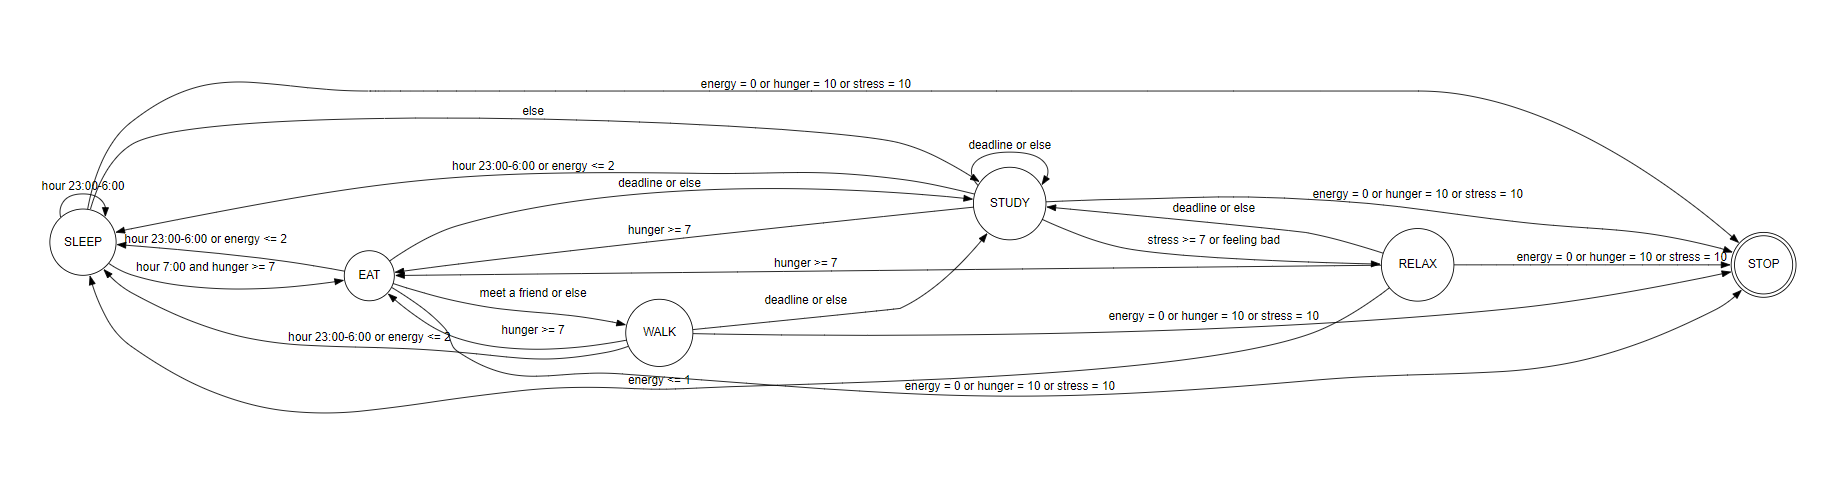 energy = 0 or hunger = 10 or stress = 10
else
deadline or else
hour 23:00-6:00 or energy <= 2
deadline or else
hour 23:00-6:00
energy = 0 or hunger = 10 or stress = 10
STUDY
deadline or else
hunger >= 7
stress >= 7 or feeling bad
SLEEP
hour 23:00-6:00 or energy <= 2
hour 7:00 and hunger >= 7
EAT
hunger >= 7
RELAX
energy = 0 or hunger = 10 or stress = 10
STOP
meet a friend or else
deadline or else
energy = 0 or hunger = 10 or stress = 10
WALK
hunger >= 7
hour 23:00-6:00 or energy <= 2
energy <= 1
energy = 0 or hunger = 10 or stress = 10